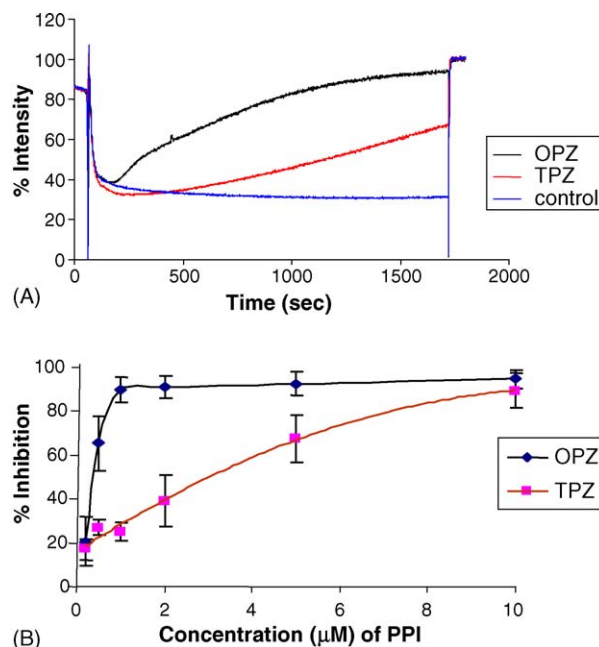 120
100
80
60
40
20
0
% Intensity
0 500 1000 1500 2000
Time (sec)
OPZ
TPZ
control
(A)
100
80
60
40
20
0
% Inhibition
0 2 4 6 8 10
Concentration (μM) of PPI
OPZ
TPZ
(B)